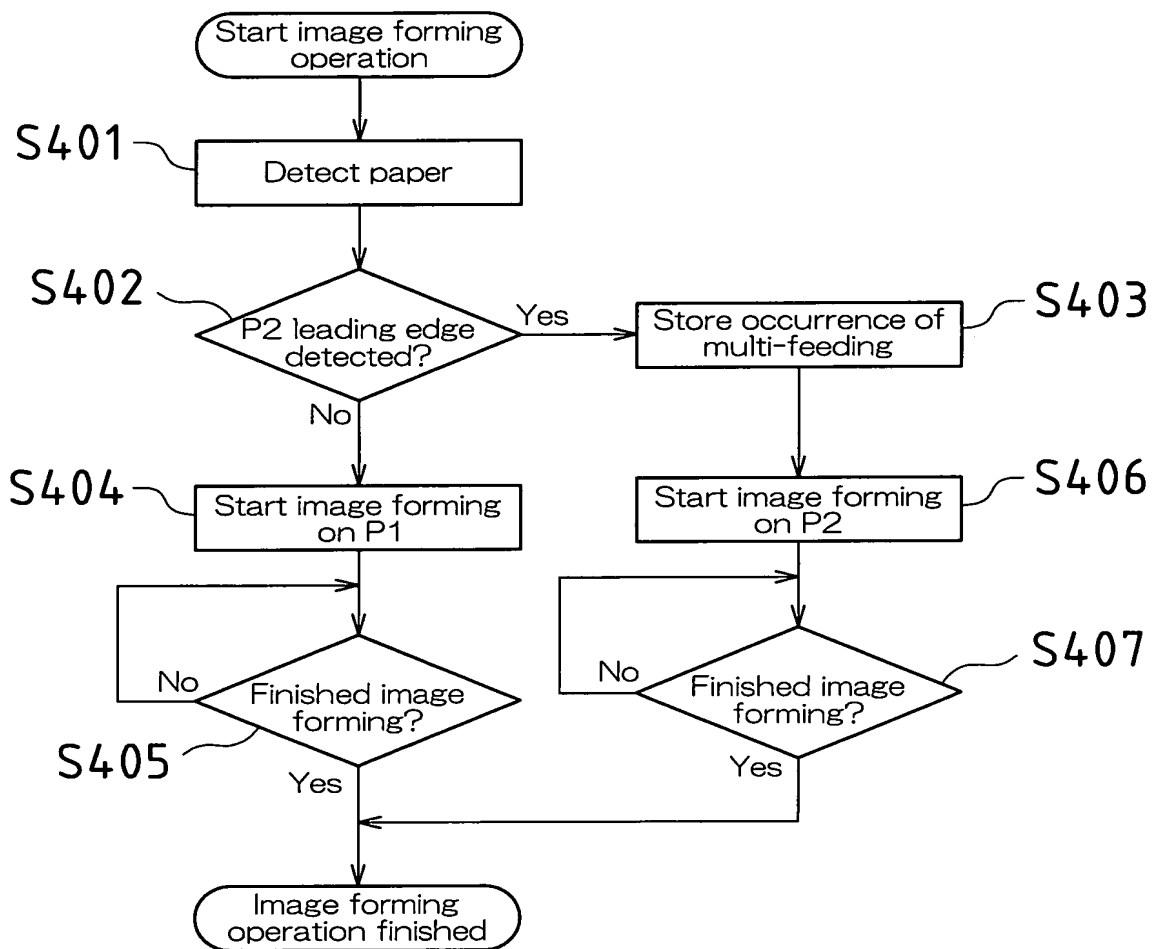 Start image forming
operation
S401
Detect paper
S402
P2 leading edge
detected?
Yes
No
S403
Store occurrence of
multi-feeding
S404
Start image forming
on P1
S406
Start image forming
on P2
No
Finished image
forming?
S405
Yes
No
Finished image
forming?
S407
Yes
Image forming
operation finished